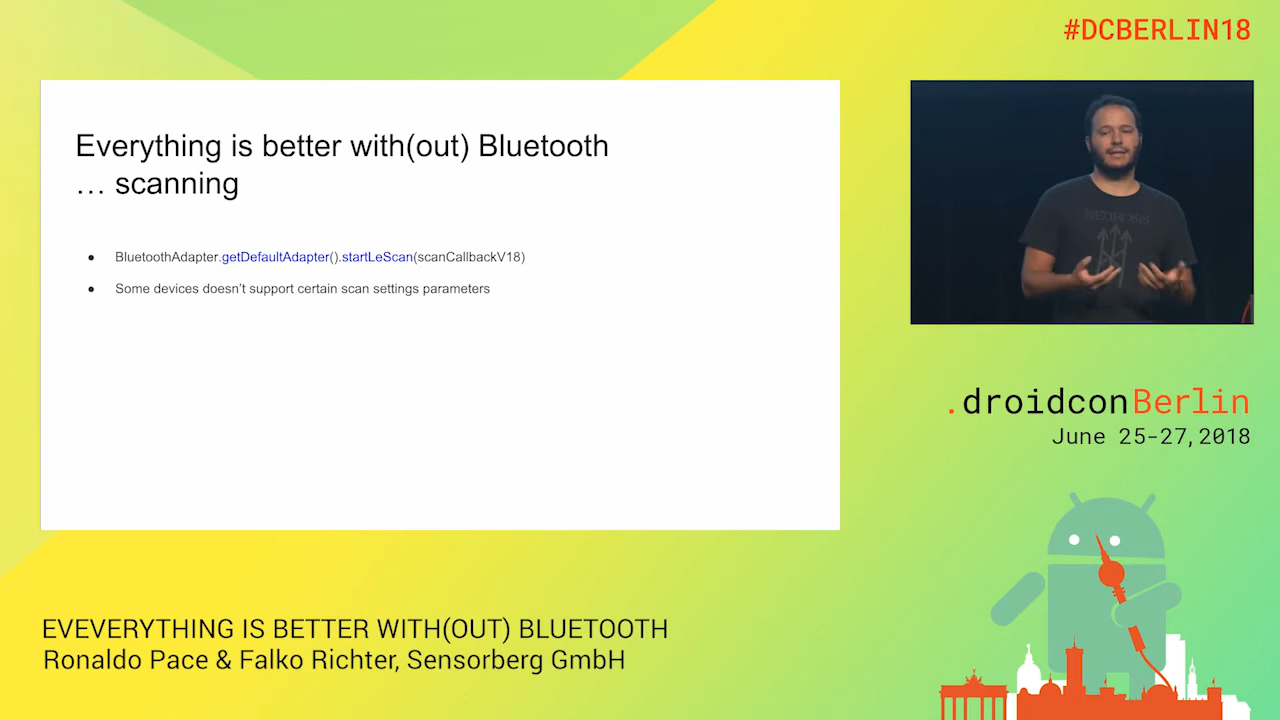 #DCBERLIN18
Everything is better with(out) Bluetooth
… scanning
● BluetoothAdapter.getDefaultAdapter().startLeScan(scanCallbackV18)
● Some devices doesn't support certain scan settings parameters
.droidconBerlin
June 25-27,2018
EVEVERYTHING IS BETTER WITH(OUT) BLUETOOTH
Ronaldo Pace & Falko Richter, Sensorberg GmbH